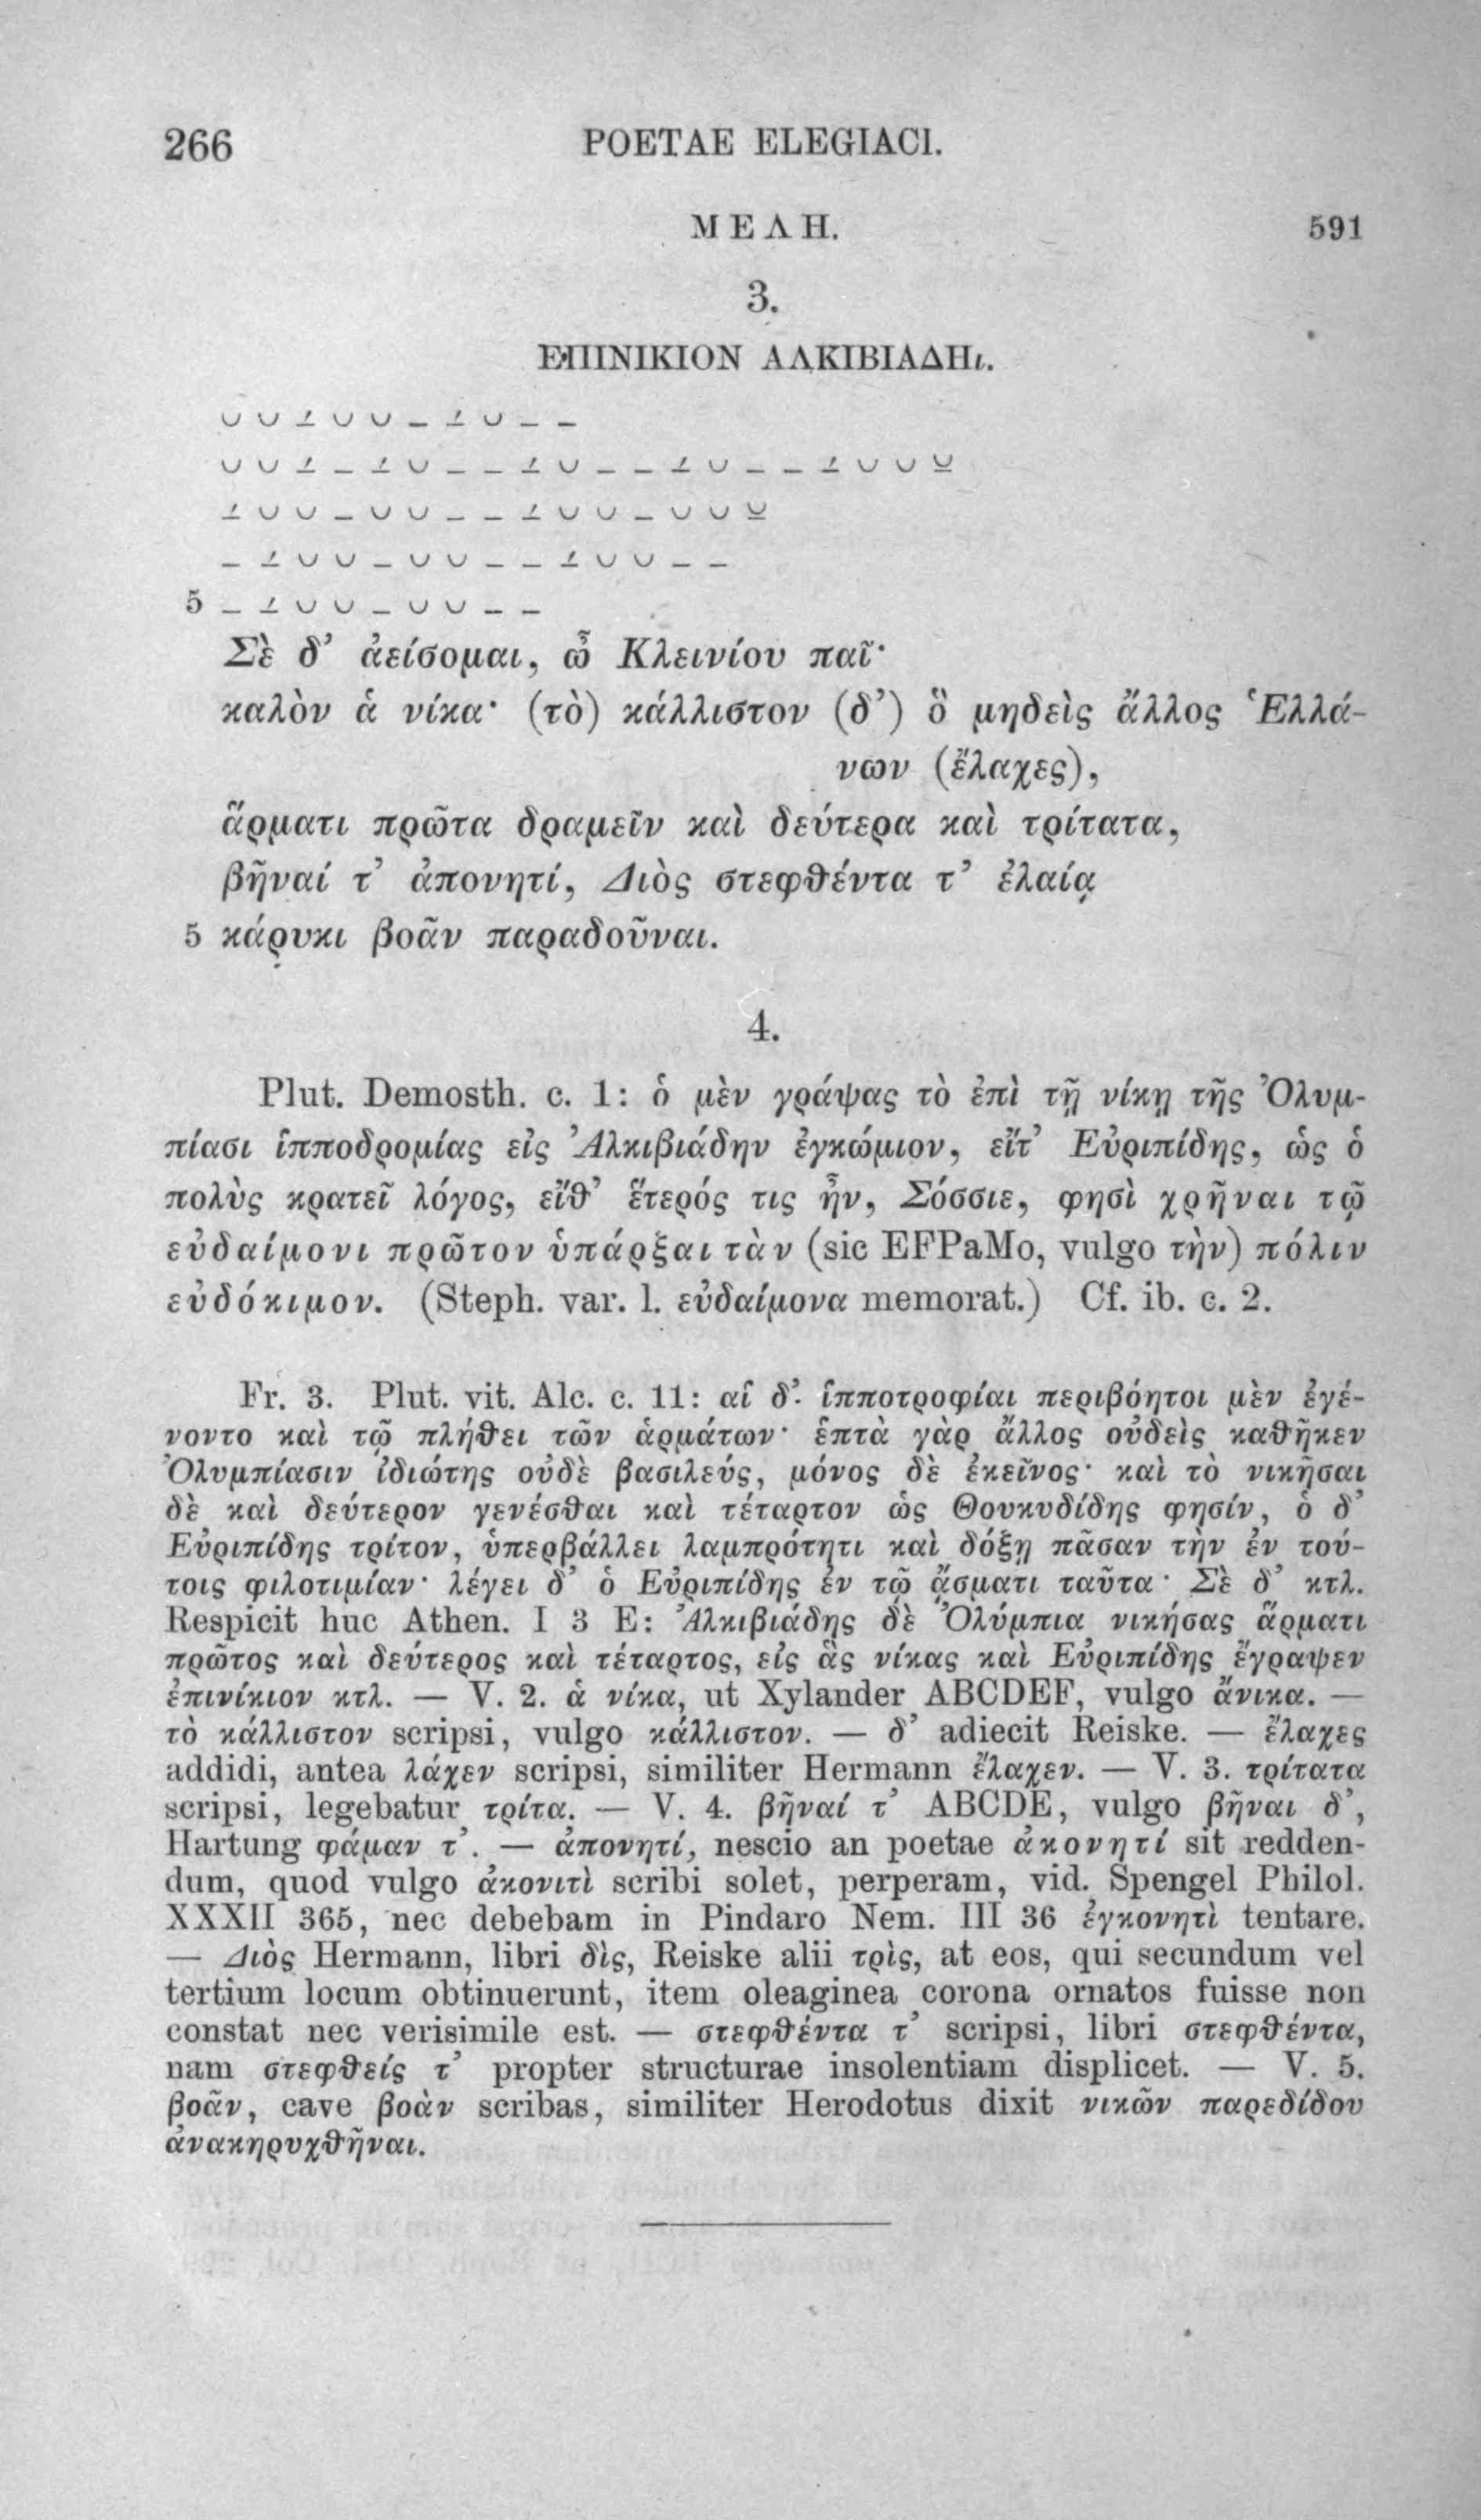 266 POETAE ELEGIACI.
ΜΕΛΗ. 591
3.
ΕΠΙΝΙΚΙΟΝ ΑΛΚΙΒΙΑΔΗι.
∪ ∪ –́ ∪ ∪ – –́ ∪ – –
∪ ∪ –́ – –́ ∪ – – –́ ∪ – – –́ ∪ – – –́ ∪ ∪ ⊻
–́ ∪ ∪ – ∪ ∪ – – –́ ∪ ∪ – ∪ ∪ ⊻
– –́ ∪ ∪ – ∪ ∪ – – –́ ∪ ∪ – –
5 – –́ ∪ ∪ – ∪ ∪ – –
Σὲ δ’ ἀείσομαι, ὦ Κλεινίου παῖ·
καλὸν ἁ νίκα· (τὸ) κάλλιστον (δ’) ὃ μηδεὶς ἄλλος Ἑλλά-
νων (ἔλαχες),
ἅρματι πρῶτα δραμεῖν καὶ δεύτερα καὶ τρίτατα,
βῆναί τ’ ἀπονητί, Διὸς στεφθέντα τ’ ἐλαίᾳ
5 κάρυκι βοᾶν παραδοῦναι.
4.
Plut. Demosth. c. 1: ὁ μὲν γράψας τὸ ἐπὶ τῇ νίκῃ τῆς Ὀλυμ-
πίασι ἱπποδρομίας εἰς Ἀλκιβιάδην ἐγκώμιον, εἴτ’ Εὐριπίδης, ὡς ὁ
πολὺς κρατεῖ λόγος, εἴθ’ ἕτερός τις ἦν, Σόσσιε, φησὶ χρῆναι τῷ
εὐδαίμονι πρῶτον ὑπάρξαι τὰν (sic EFPaMo, vulgo τὴν) πόλιν
εὐδόκιμον. (Steph. var. l. εὐδαίμονα memorat.) Cf. ib. c. 2.
Fr. 3. Plut. vit. Alc. c. 11: αἱ δ’ ἱπποτροφίαι περιβόητοι μὲν ἐγέ-
νοντο καὶ τῷ πλήθει τῶν ἁρμάτων· ἑπτὰ γὰρ ἄλλος οὐδεὶς καθῆκεν
Ὀλυμπίασιν ἰδιώτης οὐδὲ βασιλεύς, μόνος δὲ ἐκεῖνος· καὶ τὸ νικῆσαι
δὲ καὶ δεύτερον γενέσθαι καὶ τέταρτον ὡς Θουκυδίδης φησίν, ὁ δ’
Εὐριπίδης τρίτον, ὑπερβάλλει λαμπρότητι καὶ δόξῃ πᾶσαν τὴν ἐν τού-
τοις φιλοτιμίαν· λέγει δ’ ὁ Εὐριπίδης ἐν τῷ ᾄσματι ταῦτα· Σὲ δ’ κτλ.
Respicit huc Athen. I 3 E: Ἀλκιβιάδης δὲ Ὀλύμπια νικήσας ἅρματι
πρῶτος καὶ δεύτερος καὶ τέταρτος, εἰς ἃς νίκας καὶ Εὐριπίδης ἔγραψεν
ἐπινίκιον κτλ. — V. 2. ἁ νίκα, ut Xylander ABCDEF, vulgo ἄνικα. —
τὸ κάλλιστον scripsi, vulgo κάλλιστον. — δ’ adiecit Reiske. — ἔλαχες
addidi, antea λάχεν scripsi, similiter Hermann ἔλαχεν. — V. 3. τρίτατα
scripsi, legebatur τρίτα. — V. 4. βῆναί τ’ ABCDE, vulgo βῆναι δ’,
Hartung φάμαν τ’. — ἀπονητί, nescio an poetae ἀκονητί sit redden-
dum, quod vulgo ἀκονιτὶ scribi solet, perperam, vid. Spengel Philol.
XXXII 365, nec debebam in Pindaro Nem. III 36 ἐγκονητὶ tentare.
— Διὸς Hermann, libri δὶς, Reiske alii τρὶς, at eos, qui secundum vel
tertium locum obtinuerunt, item oleaginea corona ornatos fuisse non
constat nec verisimile est. — στεφθέντα τ’ scripsi, libri στεφθέντα,
nam στεφθείς τ’ propter structurae insolentiam displicet. — V. 5.
βοᾶν, cave βοὰν scribas, similiter Herodotus dixit νικῶν παρεδίδου
ἀνακηρυχθῆναι.